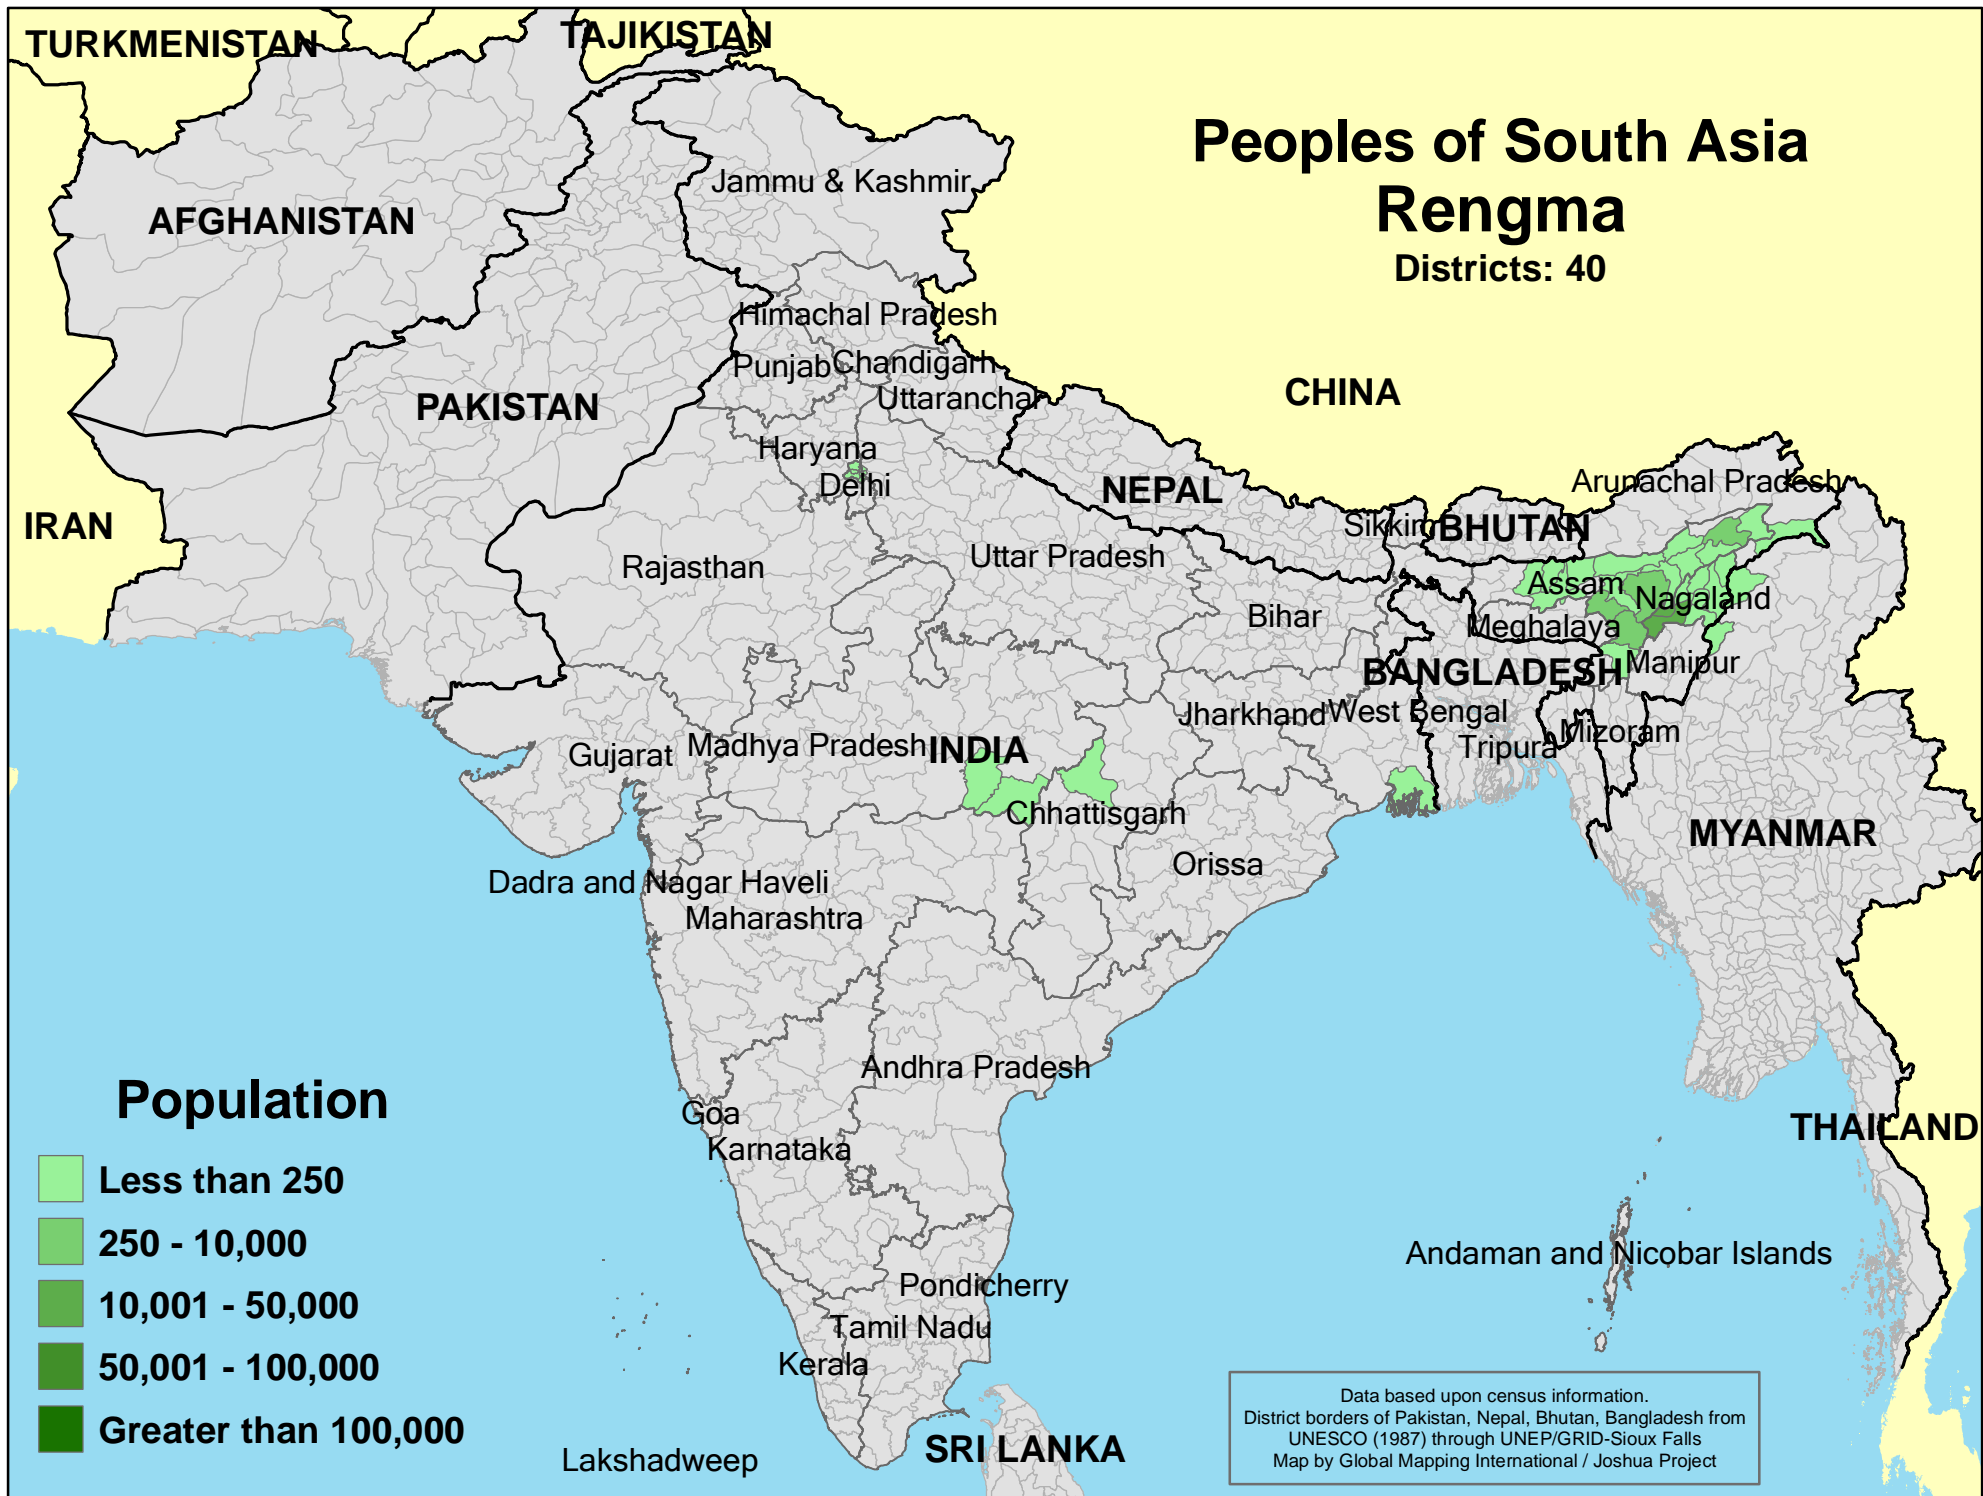 TURKMENISTAN
TAJIKISTAN
Peoples of South Asia
Rengma
Districts: 40
Jammu & Kashmir
AFGHANISTAN
Himachal Pradesh
Punjab
Chandigarh
CHINA
Uttaranchal
PAKISTAN
Haryana
Delhi
NEPAL
Arunachal Pradesh
IRAN
Sikkim
BHUTAN
Rajasthan
Uttar Pradesh
Assam
Nagaland
Bihar
Meghalaya
BANGLADESH
Manipur
Jharkhand
West Bengal
Gujarat
Madhya Pradesh
INDIA
Tripura
Mizoram
Chhattisgarh
MYANMAR
Orissa
Dadra and Nagar Haveli
Maharashtra
Andhra Pradesh
Goa
Karnataka
THAILAND
Andaman and Nicobar Islands
Pondicherry
Tamil Nadu
Kerala
SRI LANKA
Lakshadweep
Population
Less than 250
250 - 10,000
10,001 - 50,000
50,001 - 100,000
Greater than 100,000
Data based upon census information.
District borders of Pakistan, Nepal, Bhutan, Bangladesh from
UNESCO (1987) through UNEP/GRID-Sioux Falls
Map by Global Mapping International / Joshua Project